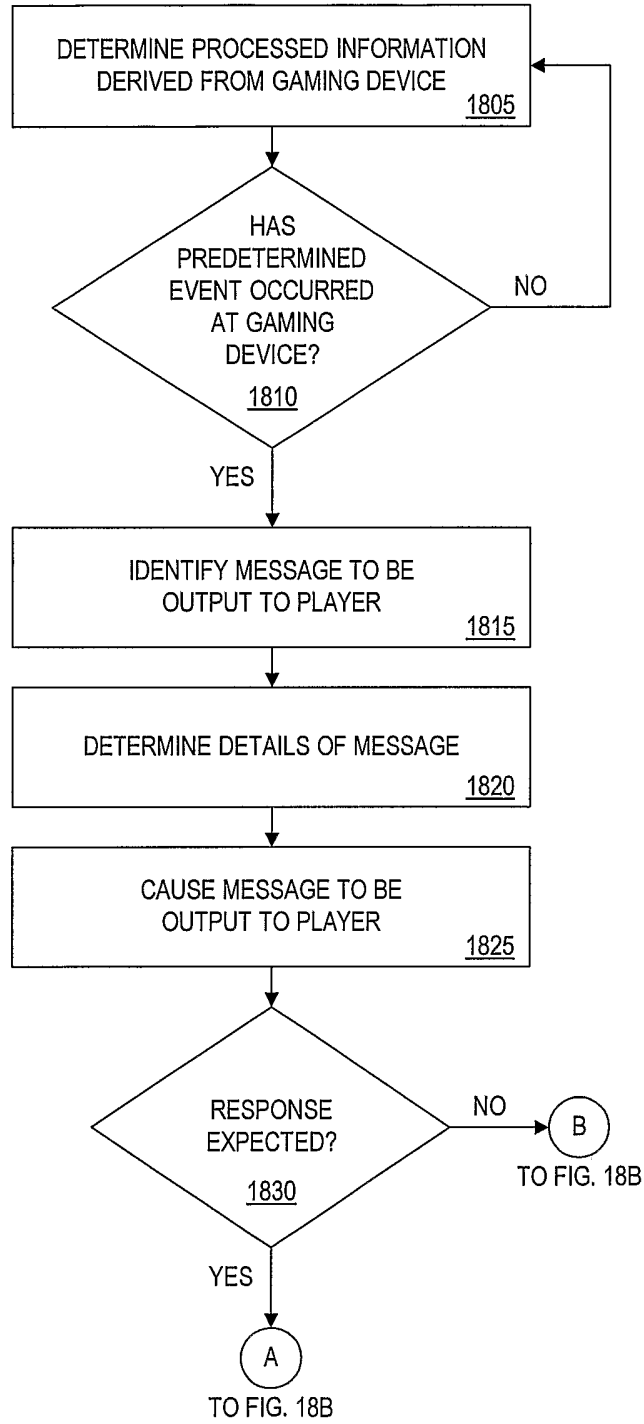 DETERMINE PROCESSED INFORMATION
DERIVED FROM GAMING DEVICE
1805
HAS
PREDETERMINED
EVENT OCCURRED
AT GAMING
DEVICE?
1810
NO
YES
IDENTIFY MESSAGE TO BE
OUTPUT TO PLAYER
1815
DETERMINE DETAILS OF MESSAGE
1820
CAUSE MESSAGE TO BE
OUTPUT TO PLAYER
1825
RESPONSE
EXPECTED?
1830
NO
B
TO FIG. 18B
YES
A
TO FIG. 18B